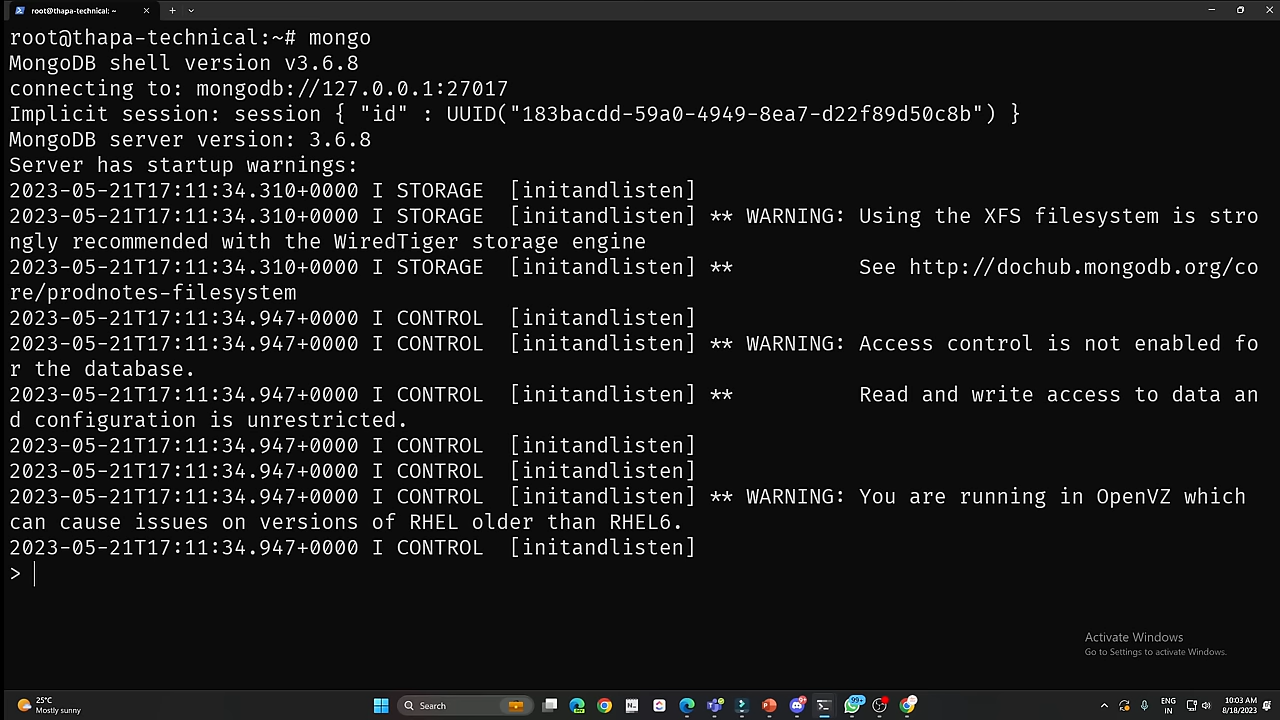 root@thapa-technical: ~
root@thapa-technical:~# mongo
MongoDB shell version v3.6.8
connecting to: mongodb://127.0.0.1:27017
Implicit session: session { "id" : UUID("183bacdd-59a0-4949-8ea7-d22f89d50c8b") }
MongoDB server version: 3.6.8
Server has startup warnings:
2023-05-21T17:11:34.310+0000 I STORAGE  [initandlisten]
2023-05-21T17:11:34.310+0000 I STORAGE  [initandlisten] ** WARNING: Using the XFS filesystem is stro
ngly recommended with the WiredTiger storage engine
2023-05-21T17:11:34.310+0000 I STORAGE  [initandlisten] **          See http://dochub.mongodb.org/co
re/prodnotes-filesystem
2023-05-21T17:11:34.947+0000 I CONTROL  [initandlisten]
2023-05-21T17:11:34.947+0000 I CONTROL  [initandlisten] ** WARNING: Access control is not enabled fo
r the database.
2023-05-21T17:11:34.947+0000 I CONTROL  [initandlisten] **          Read and write access to data an
d configuration is unrestricted.
2023-05-21T17:11:34.947+0000 I CONTROL  [initandlisten]
2023-05-21T17:11:34.947+0000 I CONTROL  [initandlisten]
2023-05-21T17:11:34.947+0000 I CONTROL  [initandlisten] ** WARNING: You are running in OpenVZ which
can cause issues on versions of RHEL older than RHEL6.
2023-05-21T17:11:34.947+0000 I CONTROL  [initandlisten]
>
Activate Windows
Go to Settings to activate Windows.
25°C
Mostly sunny
Search
99+
ENG
IN
10:03 AM
8/18/2023